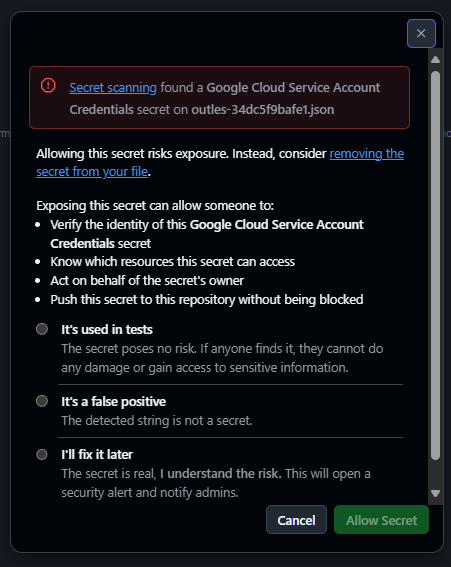 Secret scanning found a Google Cloud Service Account
Credentials secret on outles-34dc5f9bafe1.json
Allowing this secret risks exposure. Instead, consider removing the
secret from your file.
Exposing this secret can allow someone to:
• Verify the identity of this Google Cloud Service Account
Credentials secret
• Know which resources this secret can access
• Act on behalf of the secret's owner
• Push this secret to this repository without being blocked
It's used in tests
The secret poses no risk. If anyone finds it, they cannot do
any damage or gain access to sensitive information.
It's a false positive
The detected string is not a secret.
I'll fix it later
The secret is real, I understand the risk. This will open a
security alert and notify admins.
Cancel
Allow Secret